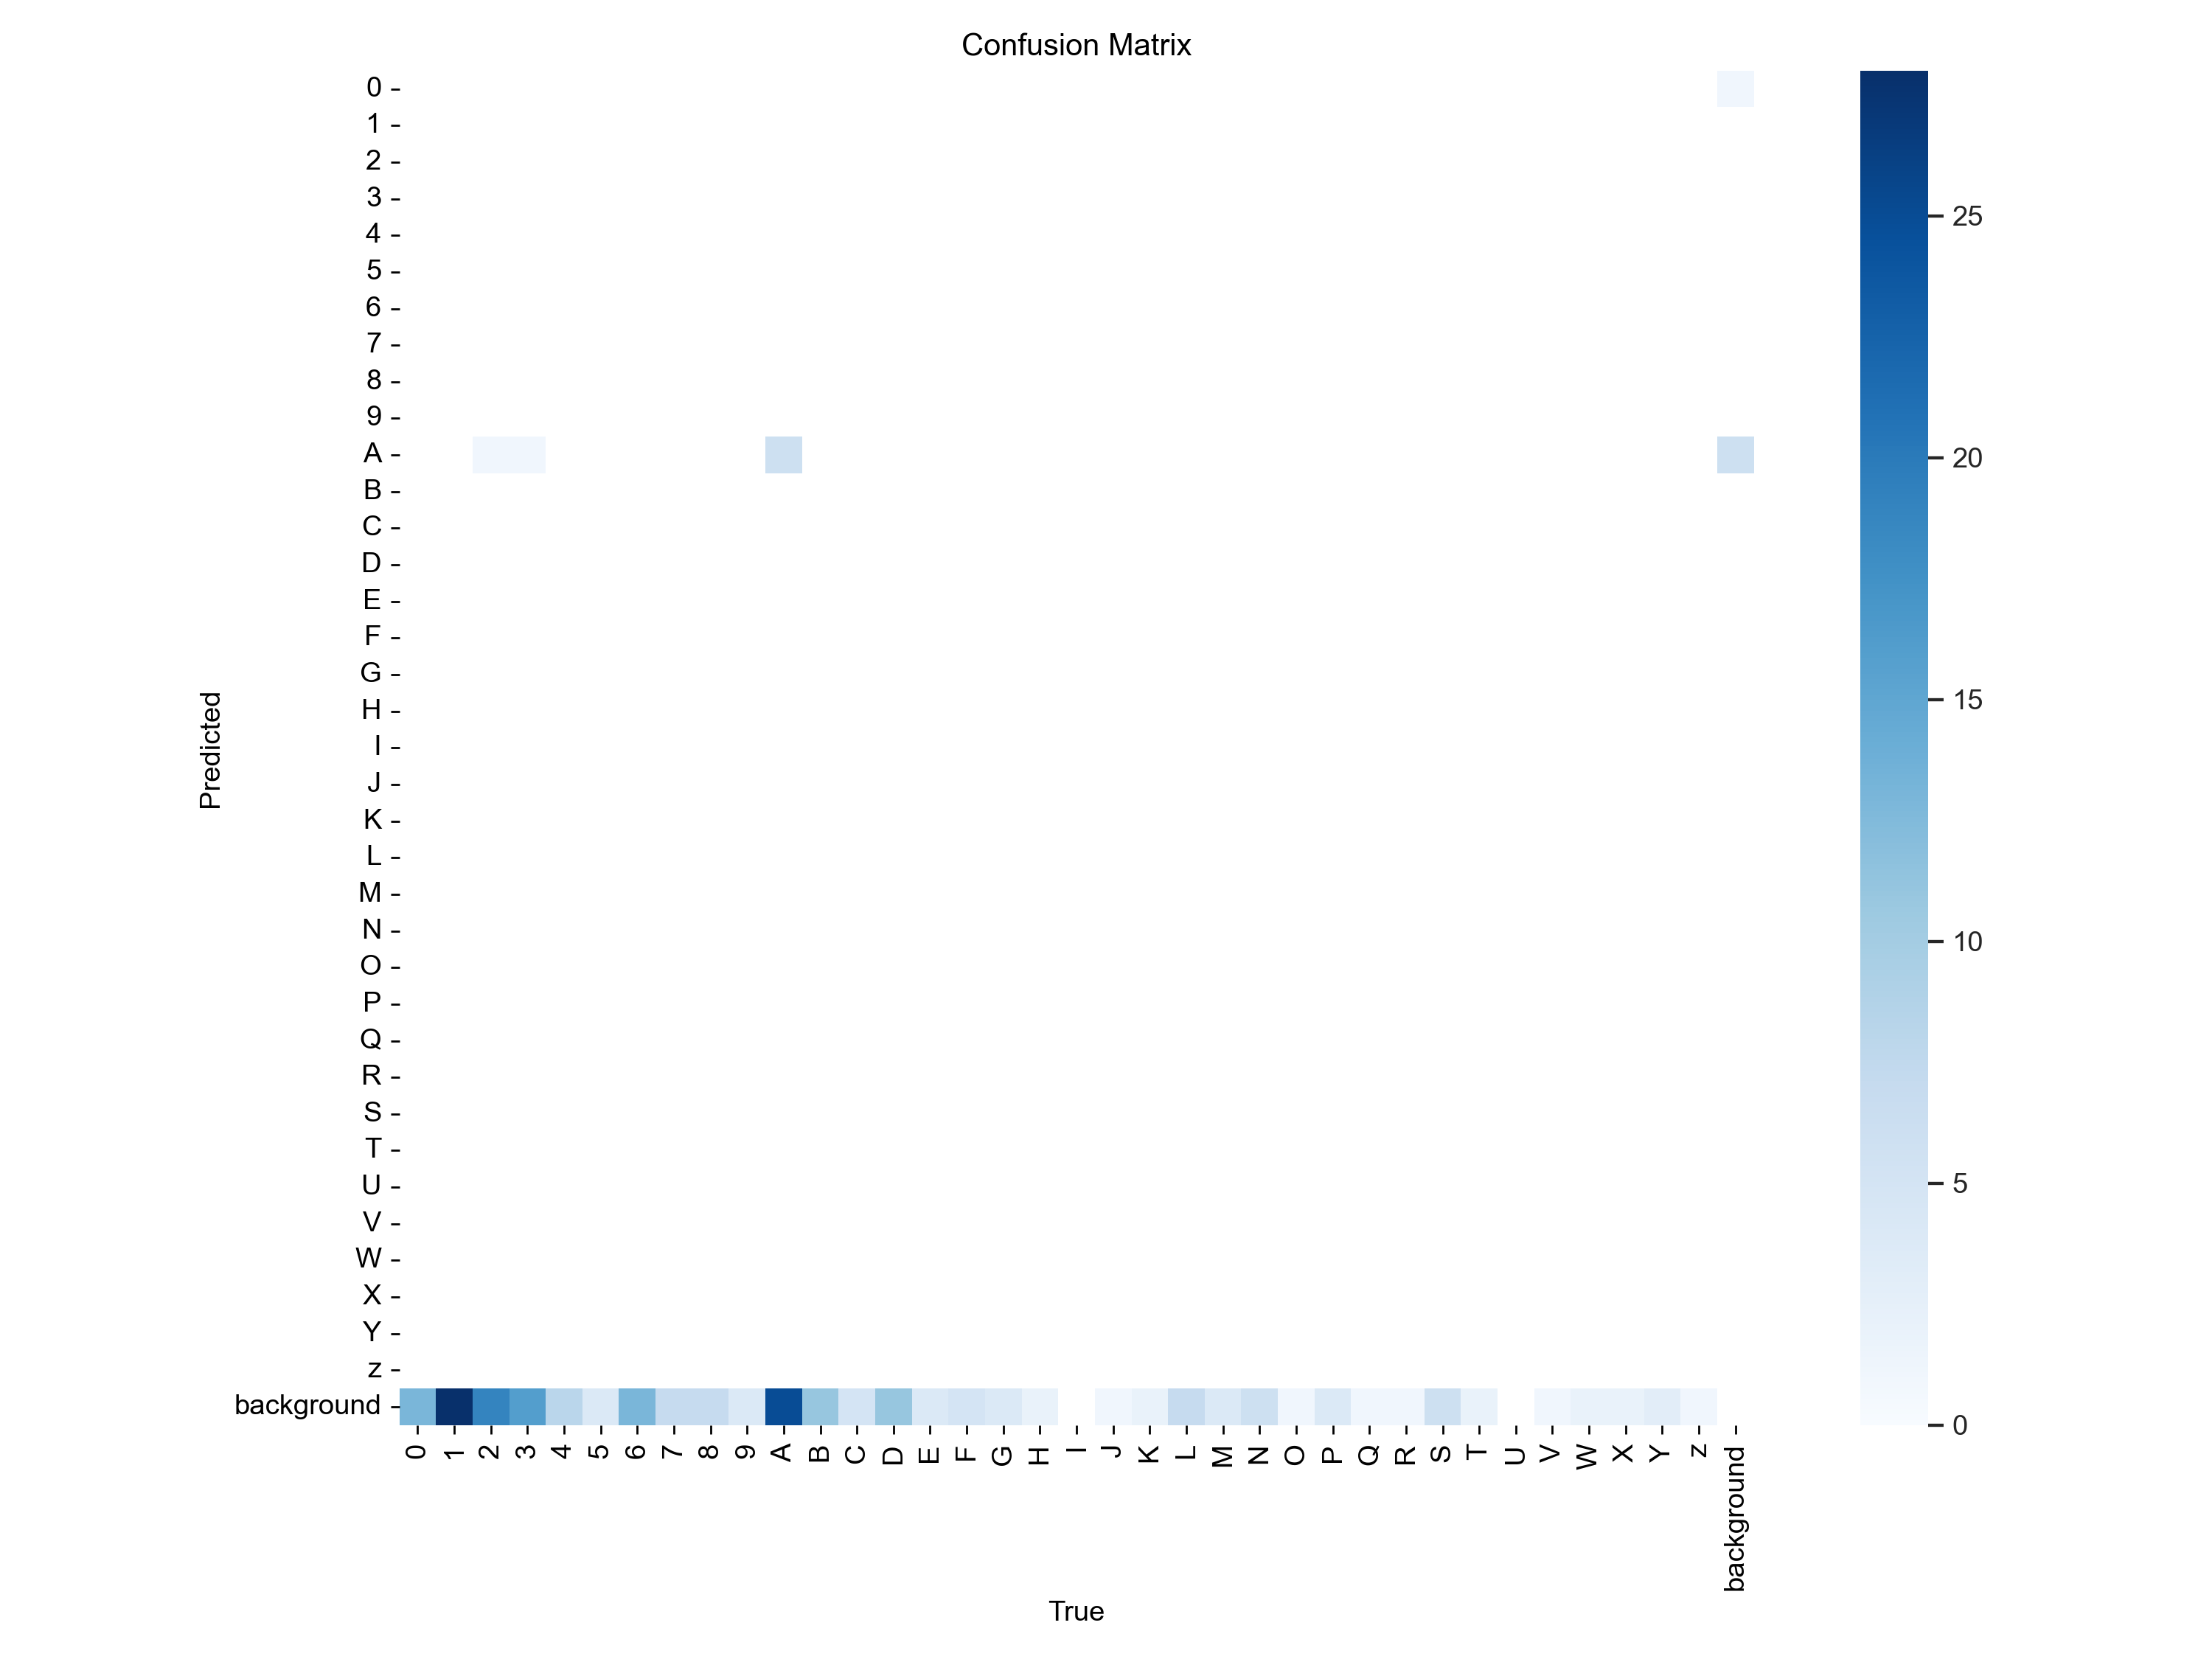 Confusion Matrix
Predicted
0
1
2
3
4
5
6
7
8
9
A
B
C
D
E
F
G
H
I
J
K
L
M
N
O
P
Q
R
S
T
U
V
W
X
Y
z
background
0 1 2 3 4 5 6 7 8 9 A B C D E F G H I J K L M N O P Q R S T U V W X Y z background
True
25
20
15
10
5
0